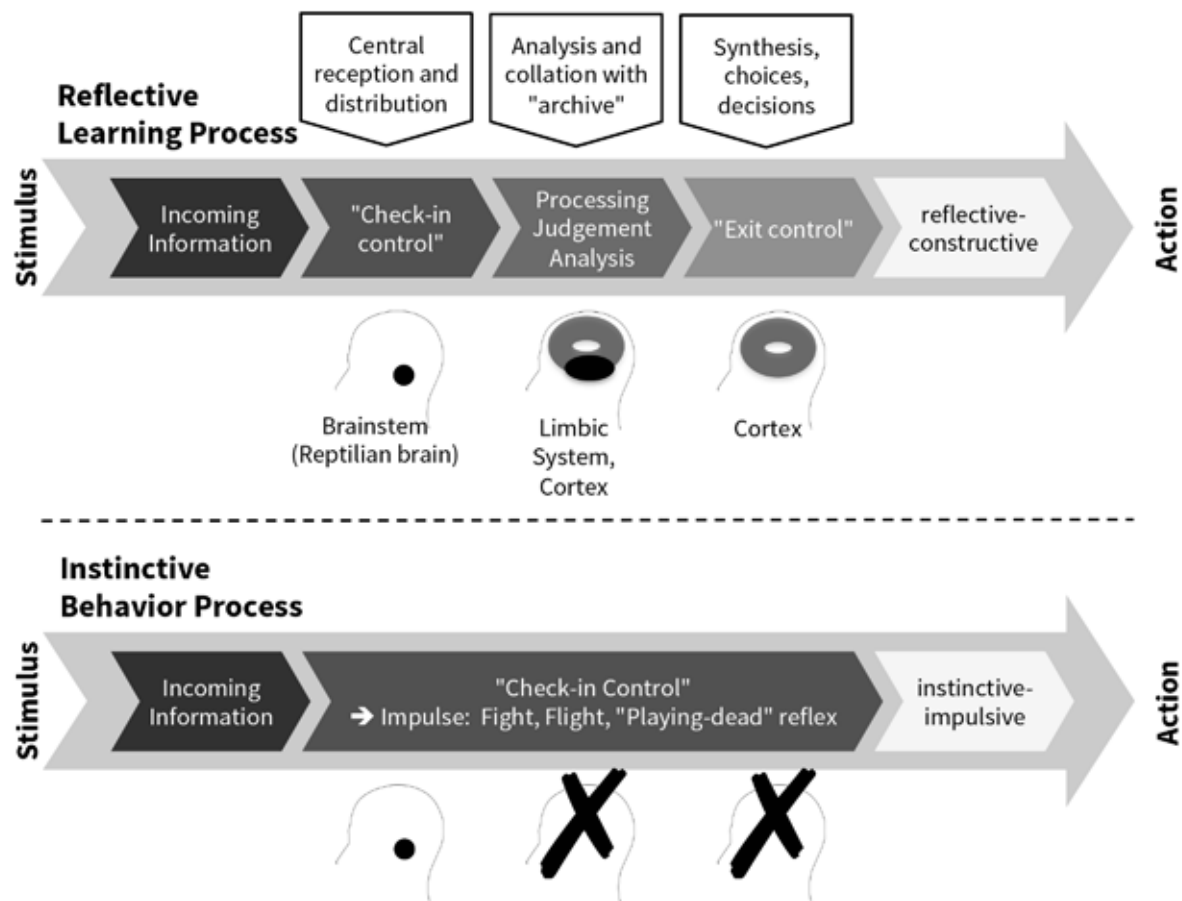 Central
reception and
distribution
Analysis and
collation with
"archive"
Synthesis,
choices,
decisions
Reflective
Learning Process
Stimulus
Incoming
Information
"Check-in
control"
Processing
Judgement
Analysis
"Exit control"
reflective-
constructive
Action
Brainstem
(Reptilian brain)
Limbic
System,
Cortex
Cortex
Instinctive
Behavior Process
Stimulus
Incoming
Information
"Check-in Control"
➔ Impulse: Fight, Flight, "Playing-dead" reflex
instinctive-
impulsive
Action